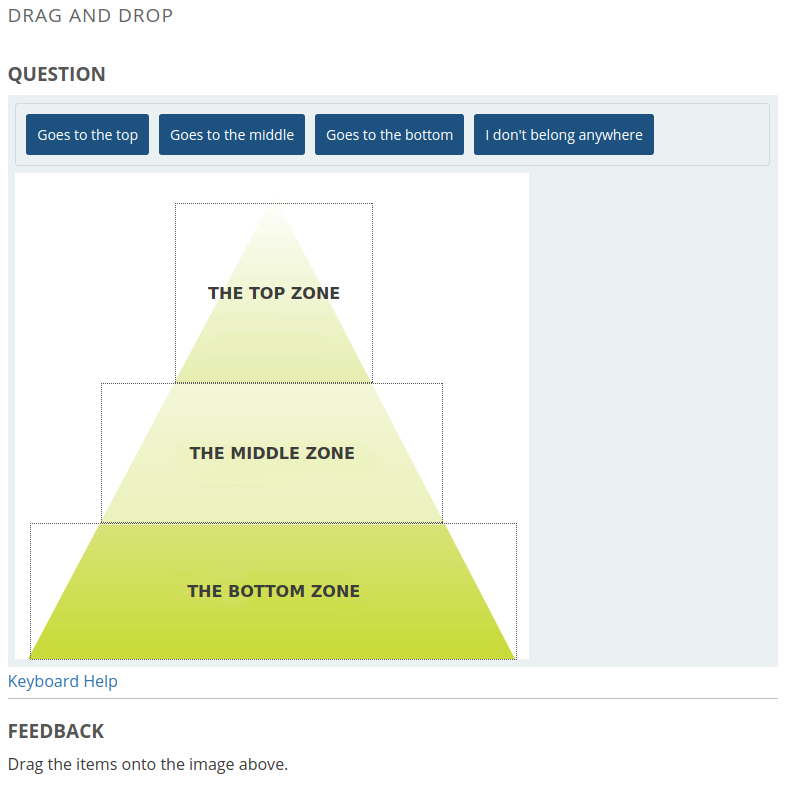 DRAG AND DROP
QUESTION
Goes to the top Goes to the middle Goes to the bottom I don't belong anywhere
THE TOP ZONE
THE MIDDLE ZONE
THE BOTTOM ZONE
Keyboard Help
FEEDBACK
Drag the items onto the image above.